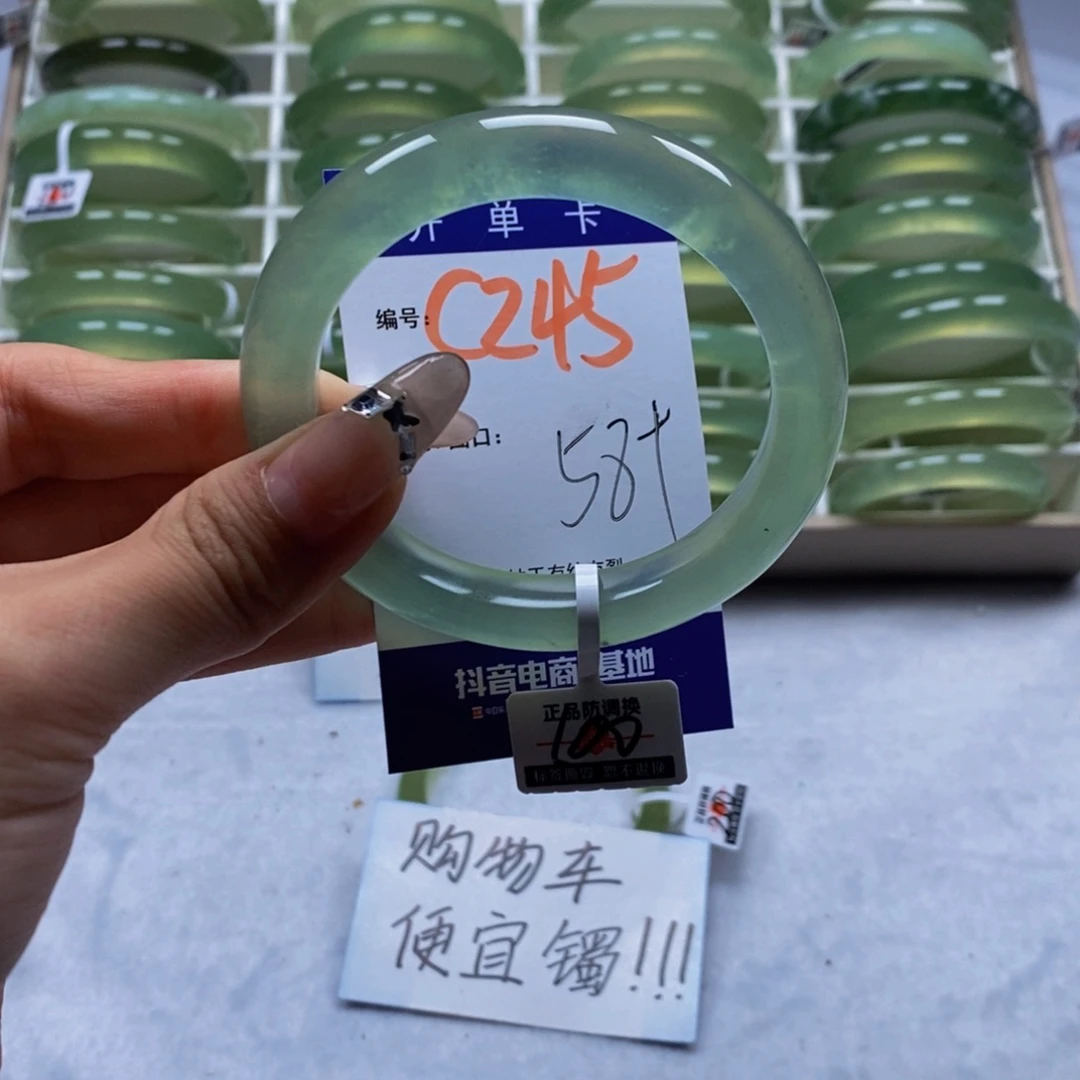 开单卡
编号:C245
口: 58+
抖音电商基地
正品防调换
100
购物车
便宜镯!!!